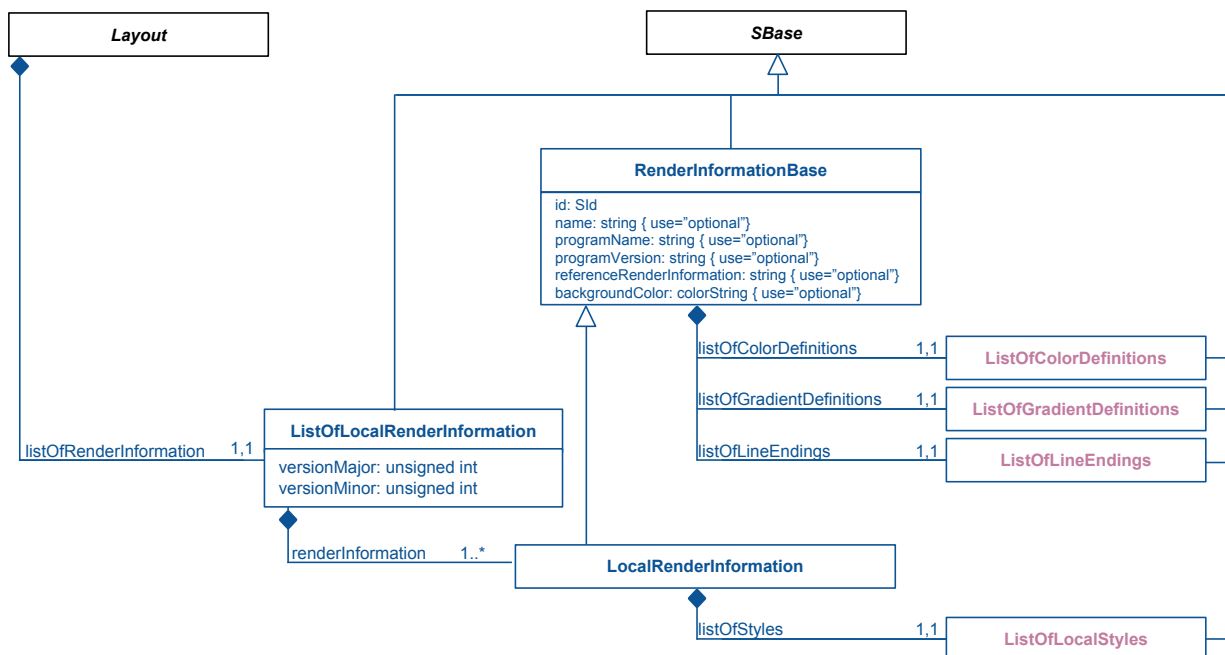 Layout
SBase
RenderInformationBase
id: SId
name: string { use=”optional”}
programName: string { use=”optional”}
programVersion: string { use=”optional”}
referenceRenderInformation: string { use=”optional”}
backgroundColor: colorString { use=”optional”}
listOfColorDefinitions 1,1
ListOfColorDefinitions
listOfGradientDefinitions 1,1
ListOfGradientDefinitions
listOfLineEndings 1,1
ListOfLineEndings
listOfRenderInformation 1,1
ListOfLocalRenderInformation
versionMajor: unsigned int
versionMinor: unsigned int
renderInformation 1..*
LocalRenderInformation
listOfStyles 1,1
ListOfLocalStyles